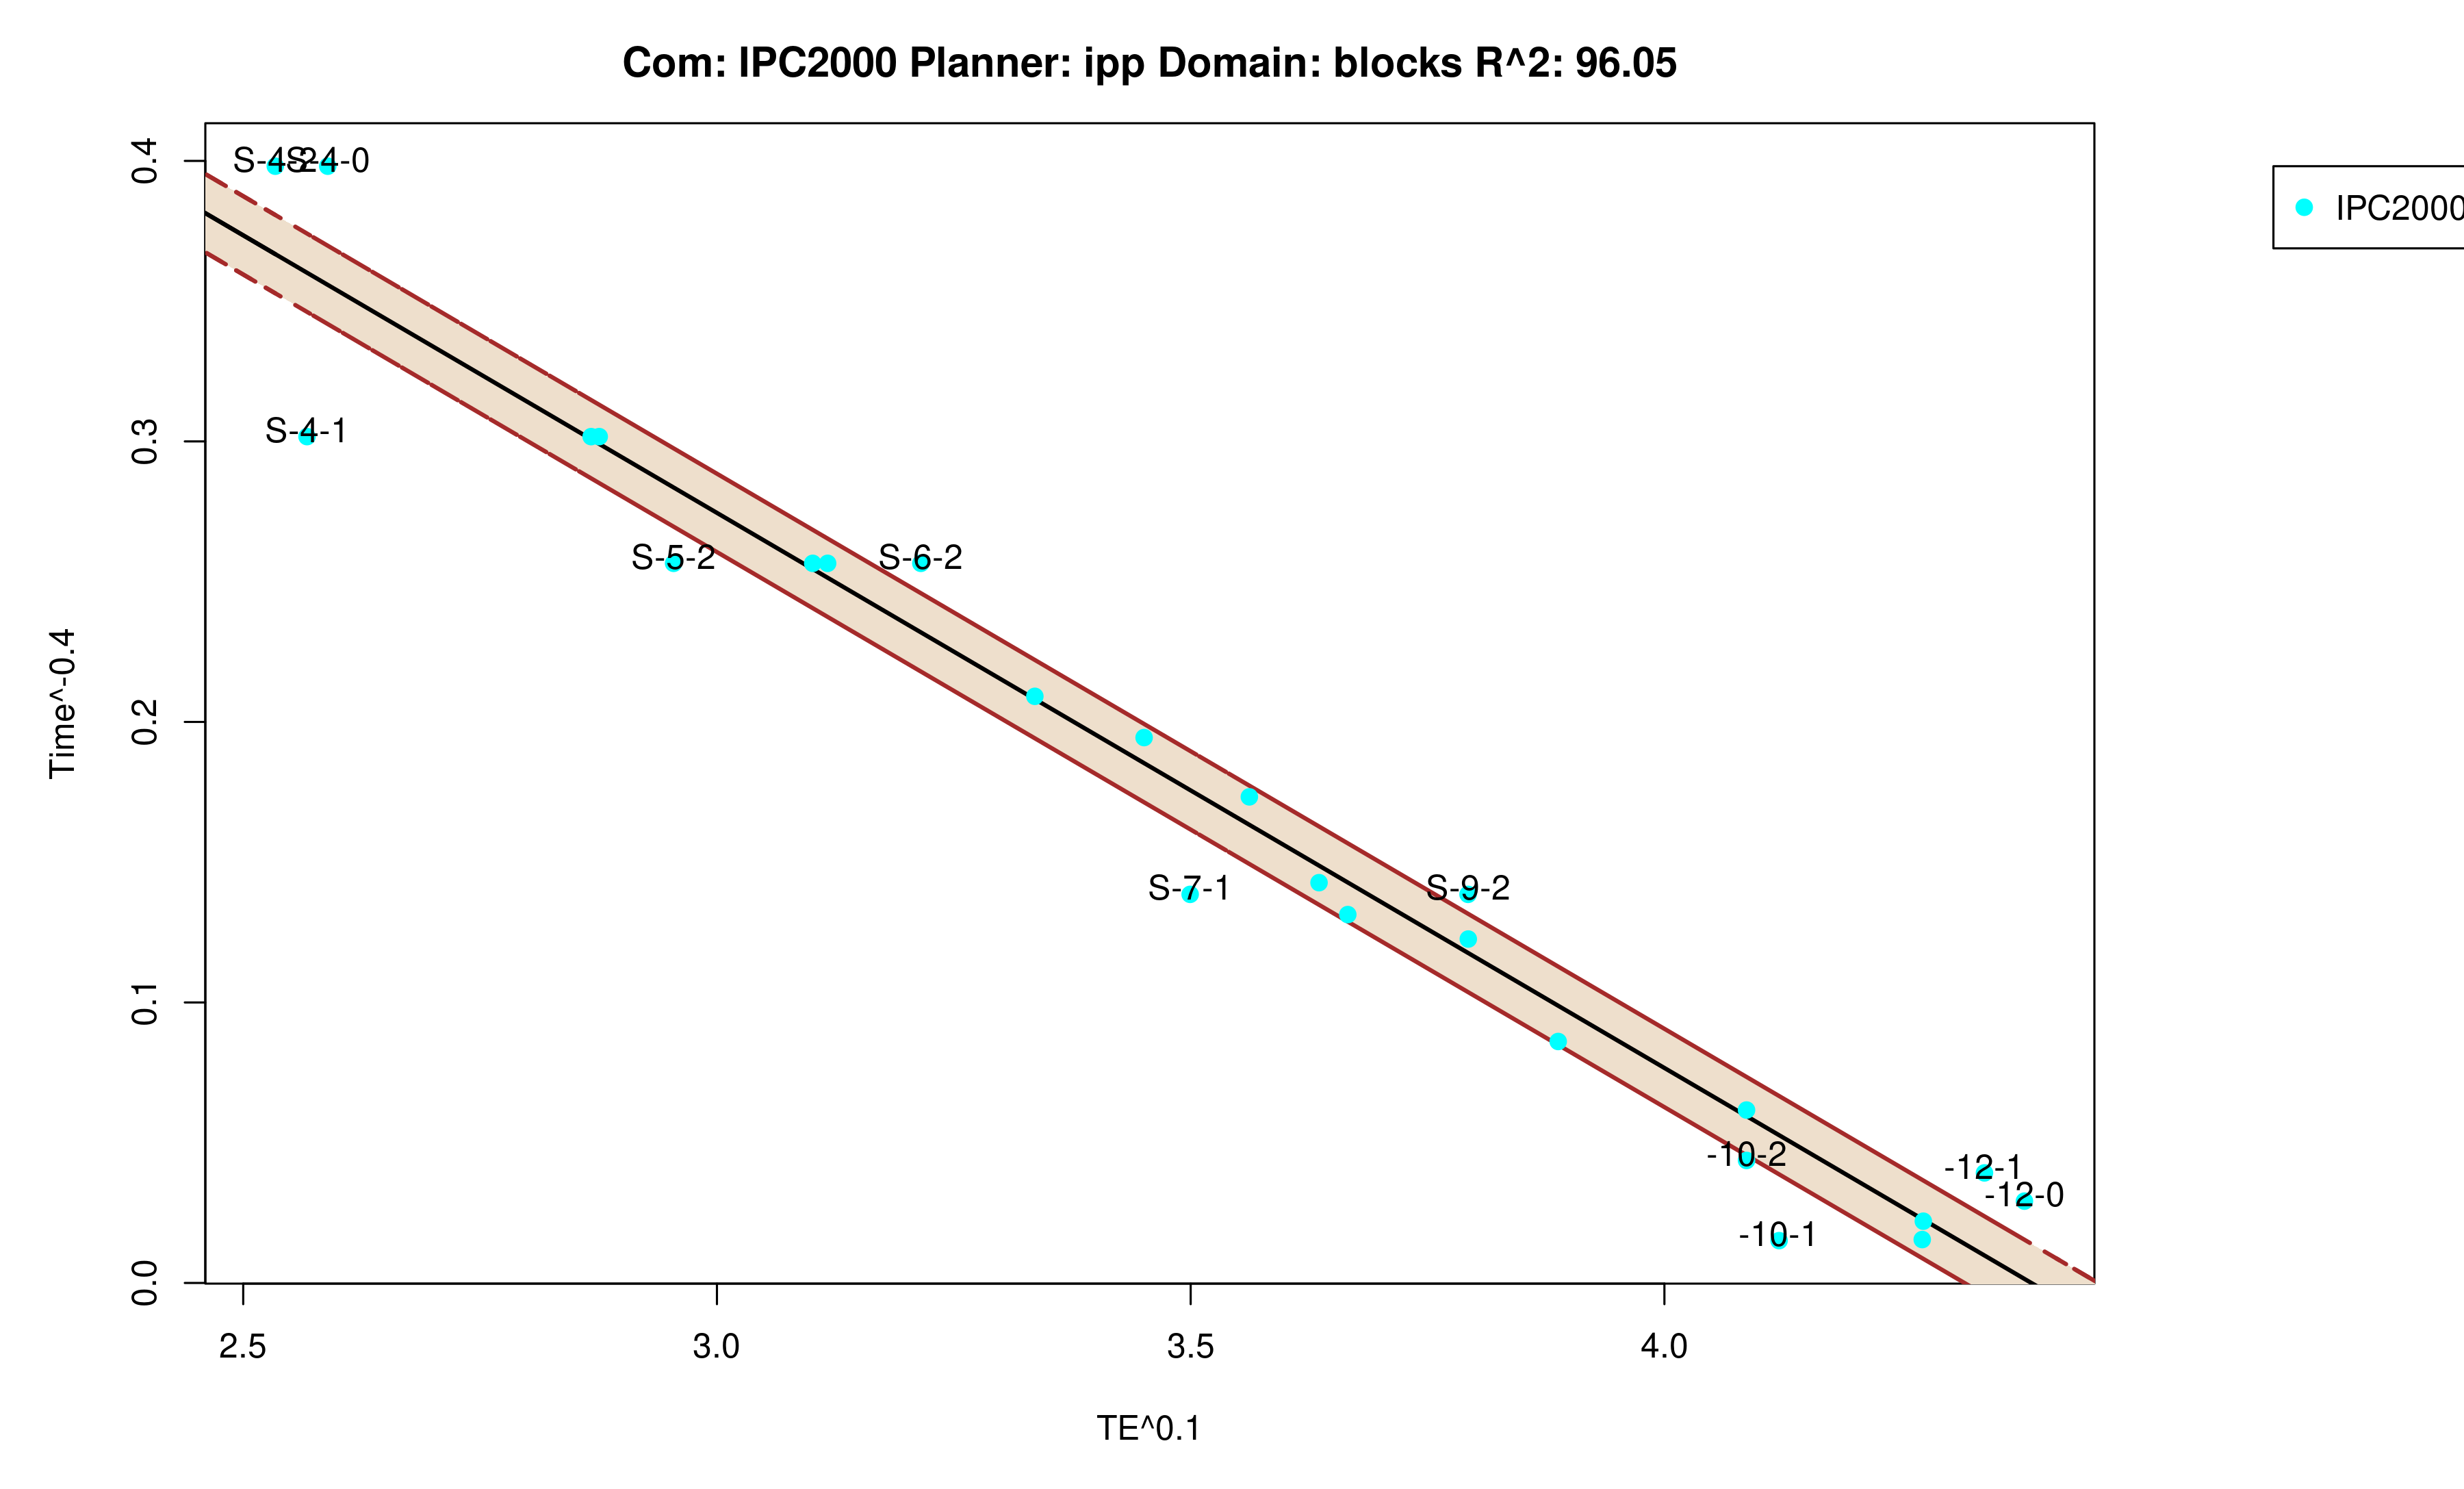 Com: IPC2000 Planner: ipp Domain: blocks R^2: 96.05
IPC2000
S-4-2
S-4-0
S-4-1
S-5-2
S-6-2
S-7-1
S-9-2
-10-2
-12-1
-12-0
-10-1
Time^-0.4
0.4
0.3
0.2
0.1
0.0
2.5 3.0 3.5 4.0
TE^0.1